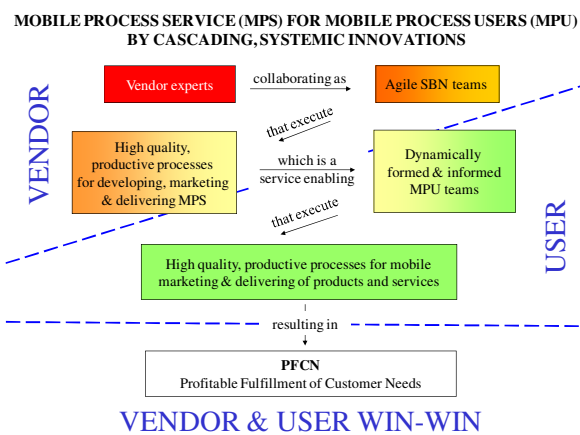 MOBILE PROCESS SERVICE (MPS) FOR MOBILE PROCESS USERS (MPU)
BY CASCADING, SYSTEMIC INNOVATIONS
VENDOR
Vendor experts
collaborating as
Agile SBN teams
that execute
High quality,
productive processes
for developing, marketing
& delivering MPS
which is a
service enabling
Dynamically
formed & informed
MPU teams
that execute
USER
High quality, productive processes for mobile
marketing & delivering of products and services
resulting in
PFCN
Profitable Fulfillment of Customer Needs
VENDOR & USER WIN-WIN